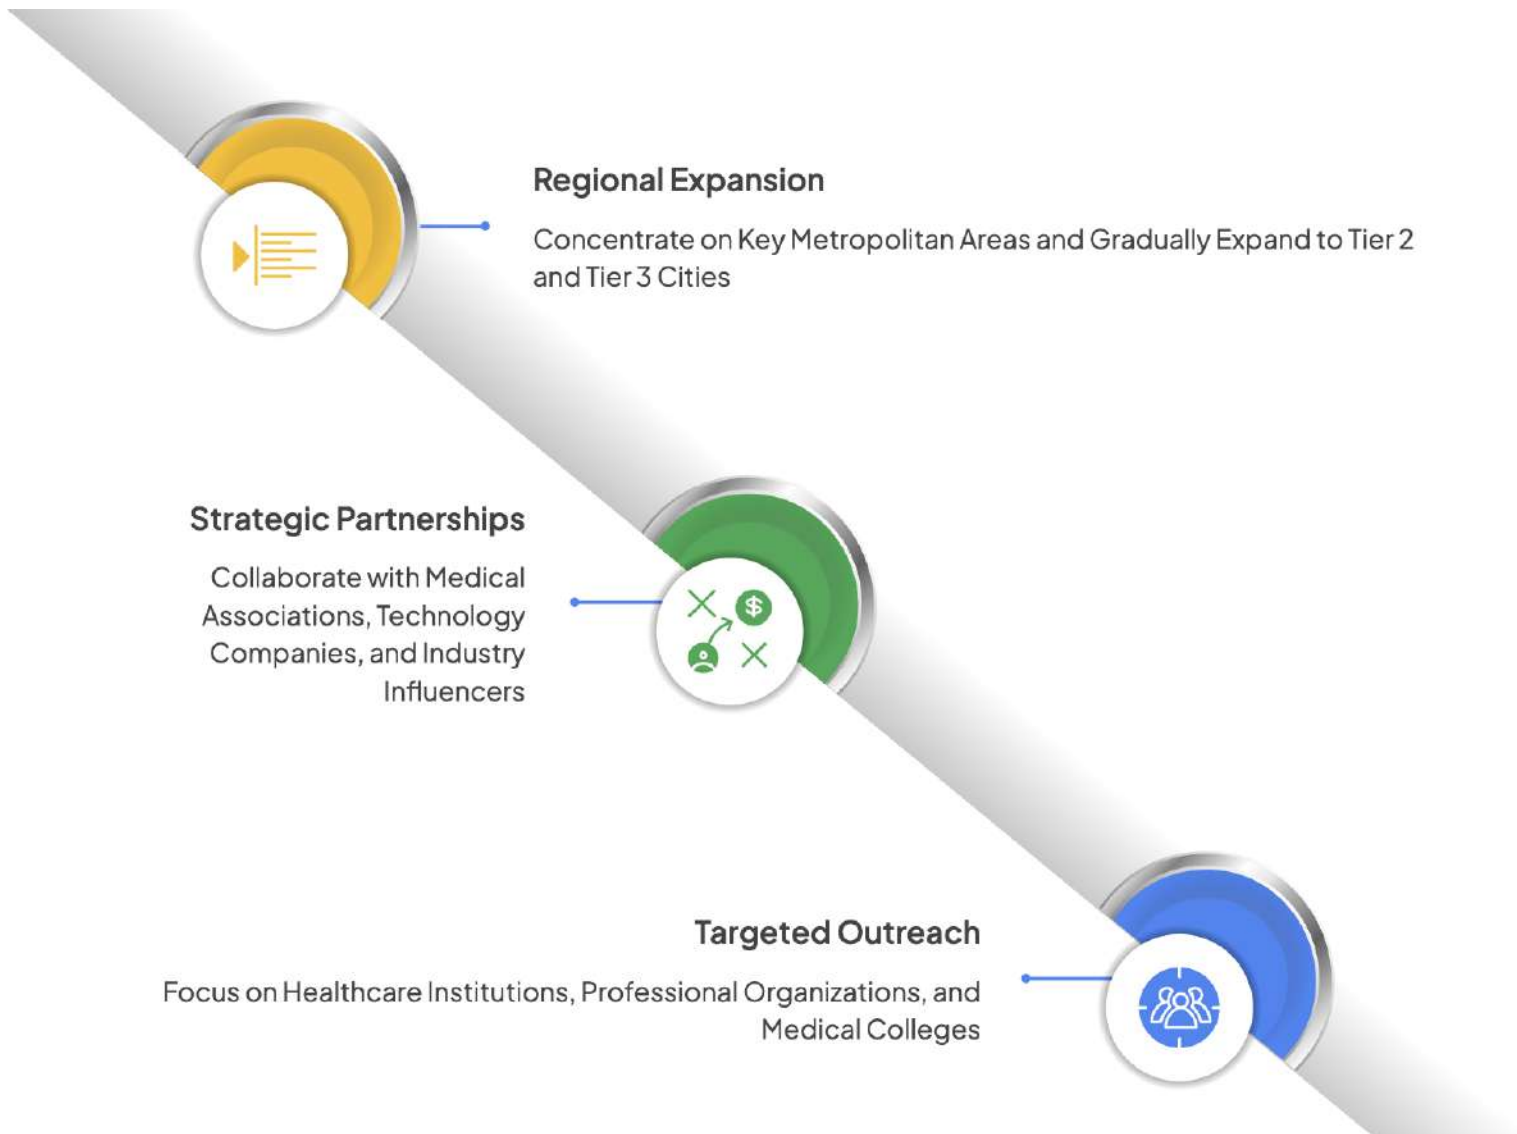 Regional Expansion
Concentrate on Key Metropolitan Areas and Gradually Expand to Tier 2
and Tier 3 Cities
Strategic Partnerships
Collaborate with Medical
Associations, Technology
Companies, and Industry
Influencers
Targeted Outreach
Focus on Healthcare Institutions, Professional Organizations, and
Medical Colleges